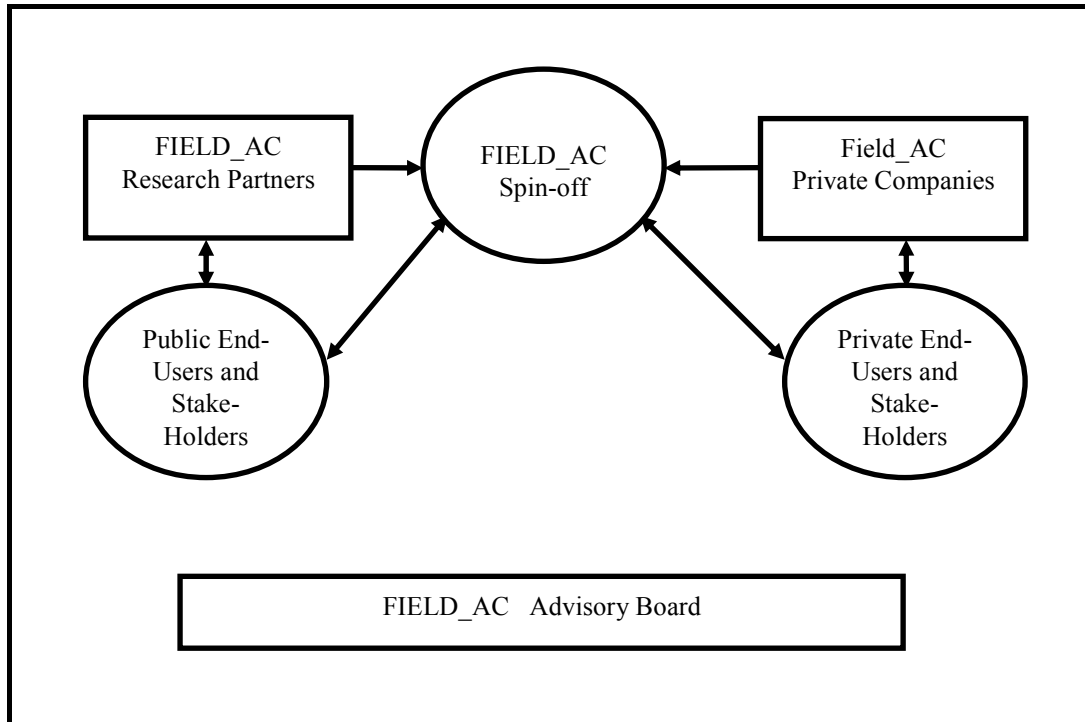 FIELD_AC
Research Partners
FIELD_AC
Spin-off
Field_AC
Private Companies
Public End-
Users and
Stake-
Holders
Private End-
Users and
Stake-
Holders
FIELD_AC Advisory Board